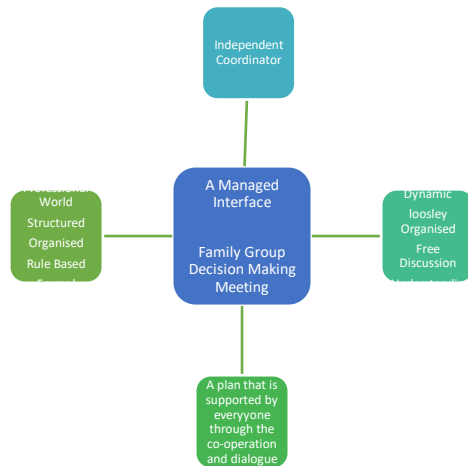 Independent
Coordinator
Professional
World
Structured
Organised
Rule Based
A Managed
Interface
Family Group
Decision Making
Meeting
Dynamic
loosley
Organised
Free
Discussion
A plan that is
supported by
everyyone
through the
co-operation
and dialogue